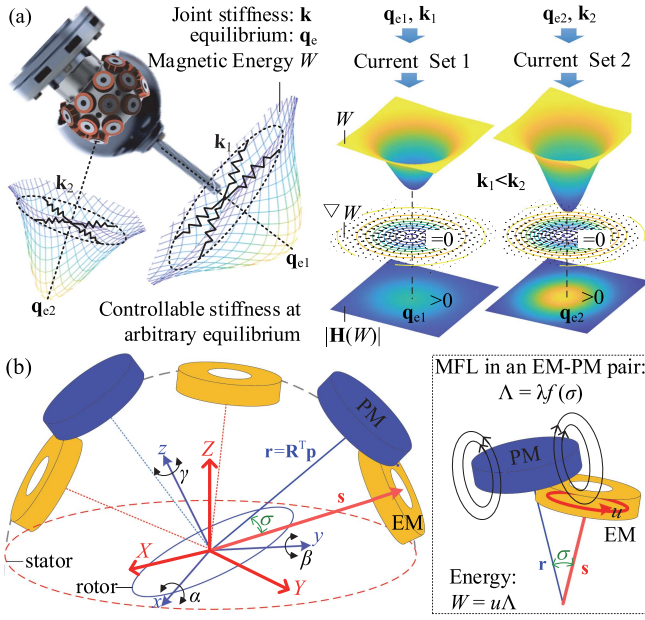 (a)
Joint stiffness: k
equilibrium: qe
Magnetic Energy W
k1
k2
qe1
qe2
Controllable stiffness at
arbitrary equilibrium
qe1, k1
qe2, k2
Current Set 1
Current Set 2
W
k1<k2
▽W
=0
=0
>0
>0
qe1
qe2
|H(W)|
(b)
PM
r=RᵀP
z
γ
Z
s
σ
EM
X
y
β
stator
rotor
x
α
Y
MFL in an EM-PM pair:
Λ = λf(σ)
PM
u
EM
r
σ
s
Energy:
W = uΛ